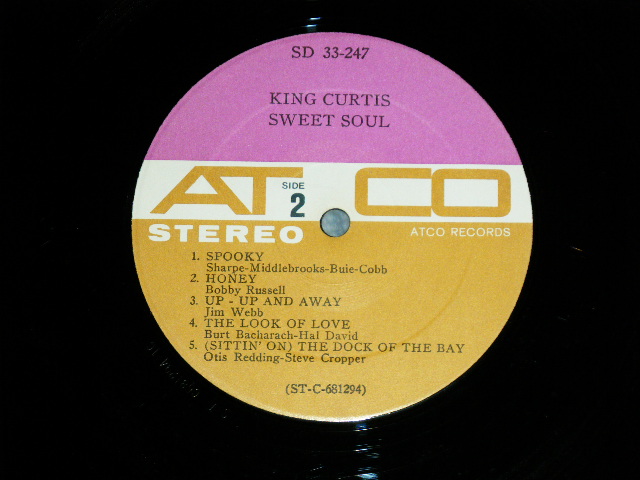 SD 33-247
KING CURTIS
SWEET SOUL
ATCO
SIDE
2
STEREO
ATCO RECORDS
1. SPOOKY
Sharpe-Middlebrooks-Buie-Cobb
2. HONEY
Bobby Russell
3. UP - UP AND AWAY
Jim Webb
4. THE LOOK OF LOVE
Burt Bacharach-Hal David
5. (SITTIN' ON) THE DOCK OF THE BAY
Otis Redding-Steve Cropper
(ST-C-681294)